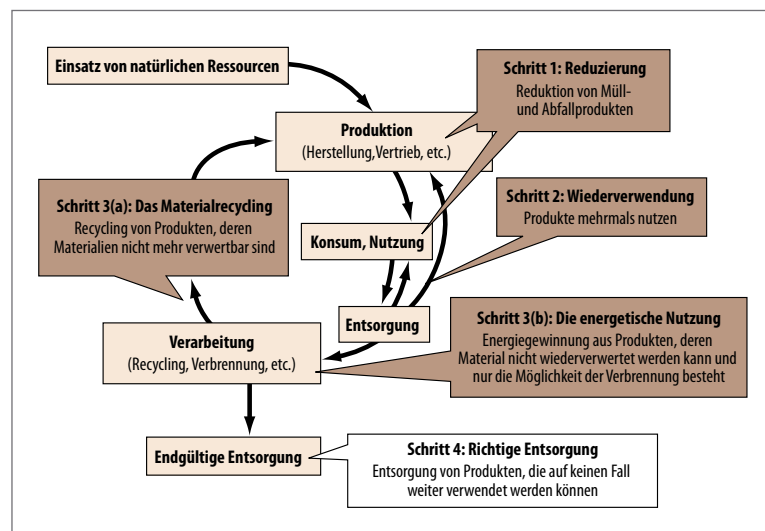 Einsatz von natürlichen Ressourcen
Schritt 1: Reduzierung
Reduktion von Müll-
und Abfallprodukten
Produktion
(Herstellung,Vertrieb, etc.)
Schritt 3(a): Das Materialrecycling
Recycling von Produkten, deren
Materialien nicht mehr verwertbar sind
Schritt 2: Wiederverwendung
Produkte mehrmals nutzen
Konsum, Nutzung
Entsorgung
Schritt 3(b): Die energetische Nutzung
Energiegewinnung aus Produkten, deren
Material nicht wiederverwertet werden kann und
nur die Möglichkeit der Verbrennung besteht
Verarbeitung
(Recycling, Verbrennung, etc.)
Endgültige Entsorgung
Schritt 4: Richtige Entsorgung
Entsorgung von Produkten, die auf keinen Fall
weiter verwendet werden können